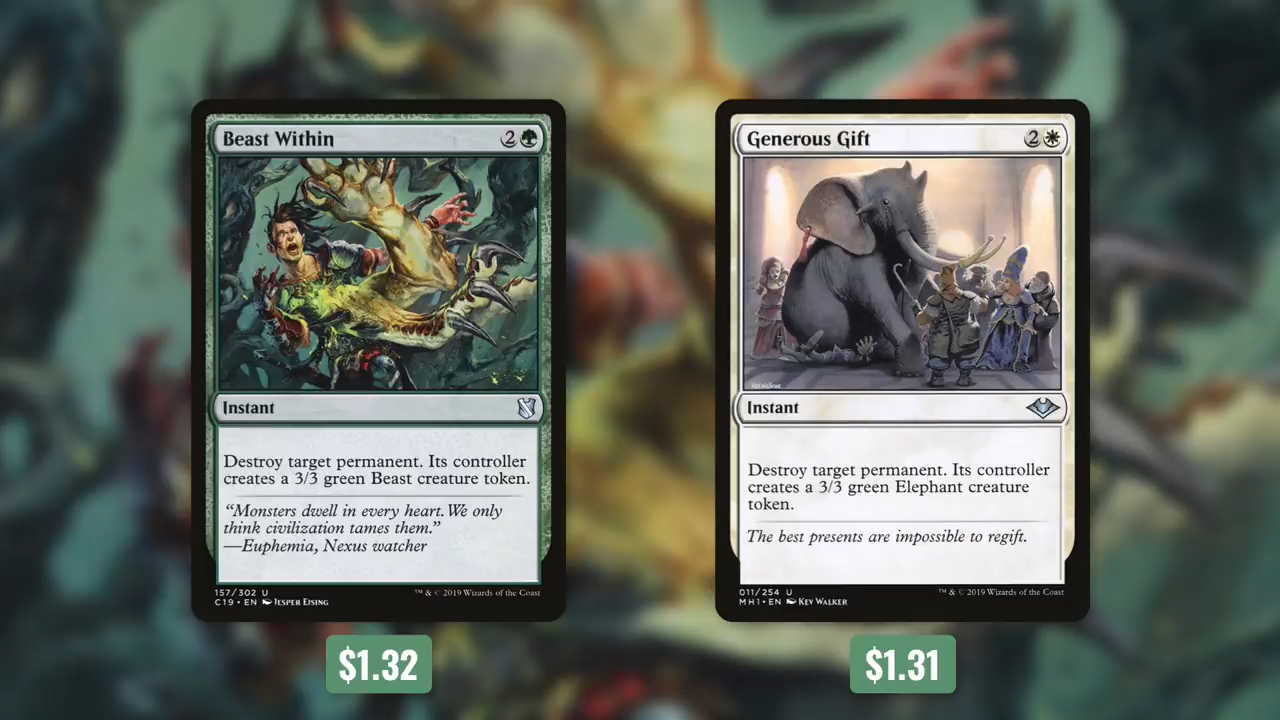 Beast Within
2
Instant
Destroy target permanent. Its controller
creates a 3/3 green Beast creature token.
“Monsters dwell in every heart. We only
think civilization tames them.”
—Euphemia, Nexus watcher
157/302 U
C19 • EN Jesper Ejsing
™ & © 2019 Wizards of the Coast
$1.32
Generous Gift
2
Instant
Destroy target permanent. Its controller
creates a 3/3 green Elephant creature
token.
The best presents are impossible to regift.
011/254 U
MH1 • EN Kev Walker
™ & © 2019 Wizards of the Coast
$1.31